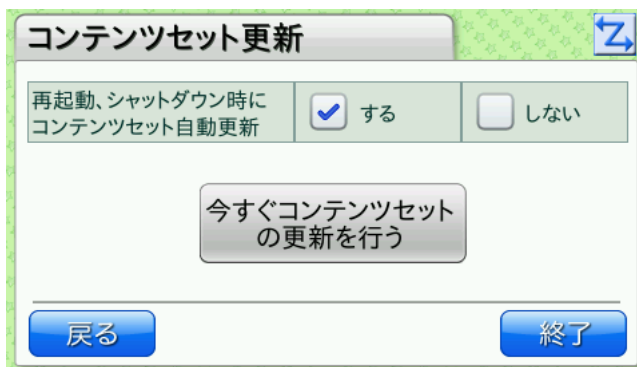 コンテンツセット更新
Z
再起動、シャットダウン時に
コンテンツセット自動更新
する
しない
今すぐコンテンツセット
の更新を行う
戻る
終了